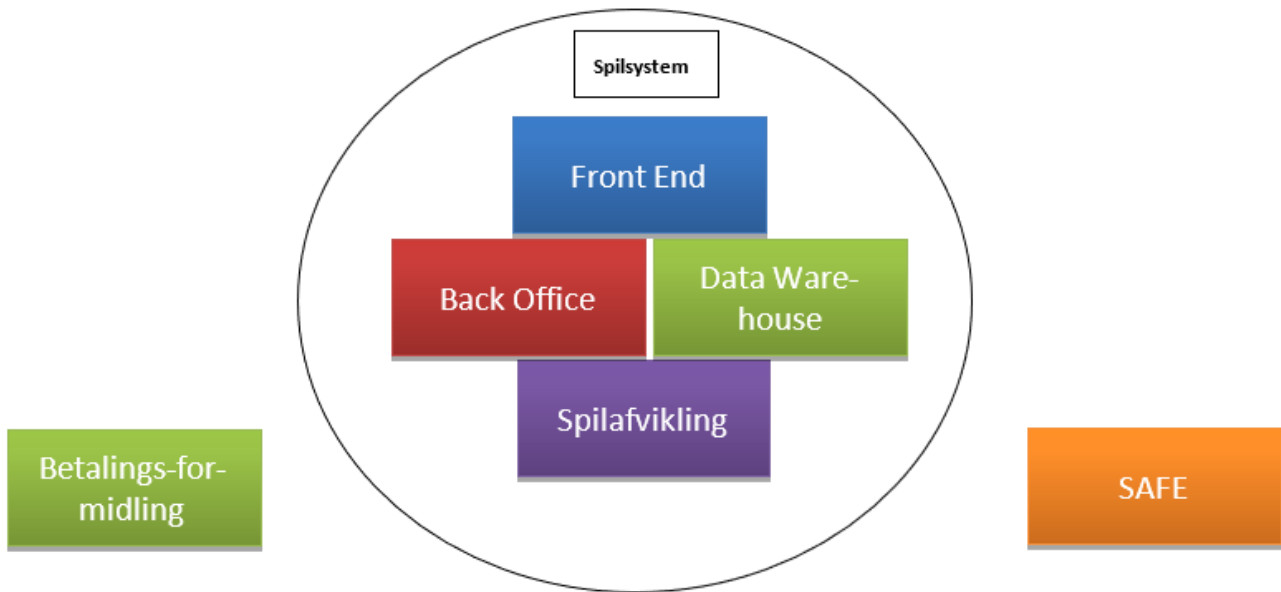 Spilsystem
Front End
Back Office
Data Ware-
house
Spilafvikling
Betalings-for-
midling
SAFE